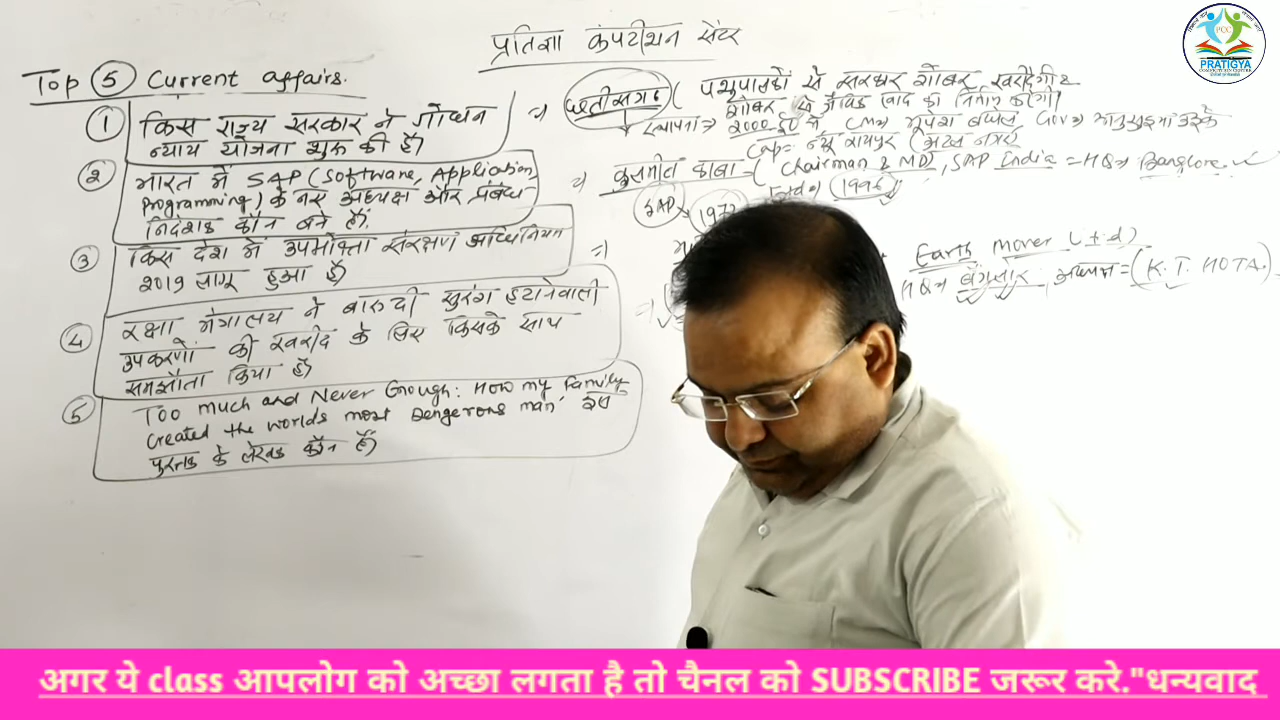 प्रतिज्ञा कंपटीशन सेंटर
PCC
PRATIGYA
Top 5 Current affairs.
① किस राज्य सरकार ने गोधन
न्याय योजना शुरू की है।
② भारत में SAP (Software, Application,
Programming) के नए अध्यक्ष और प्रबंध
निदेशक कौन बने हैं।
③ किस देश में उपभोक्ता संरक्षण अधिनियम
2019 लागू हुआ है।
④ रक्षा मंत्रालय ने बारूदी सुरंग हटानेवाली
उपकरणों की खरीद के लिए किसके साथ
समझौता किया है।
⑤ Too much and Never Enough: How my Family
Created the worlds most Dengerous man' इस
पुस्तक के लेखक कौन हैं।
=> छत्तीसगढ़ ( पशुपालकों से सरकार गोबर खरीदेगी
गोबर से जैविक खाद का निर्माण करेगी।
स्थापना => 2000 ई० में, CM=> भूपेश बघेल Gov=> अनुसुइया उइके
Cap= न्यू रायपुर (अटल नगर)
=> कुलमीत बावा = ( Chairman & MD), SAP India = HQ=> Banglore.
(1996)
SAP 1972
=>
Earth mover (Ltd)
HQ=> बैंगलोर, अध्यक्ष = (K.T. HOTA.)
अगर ये class आपलोग को अच्छा लगता है तो चैनल को SUBSCRIBE जरूर करे."धन्यवाद